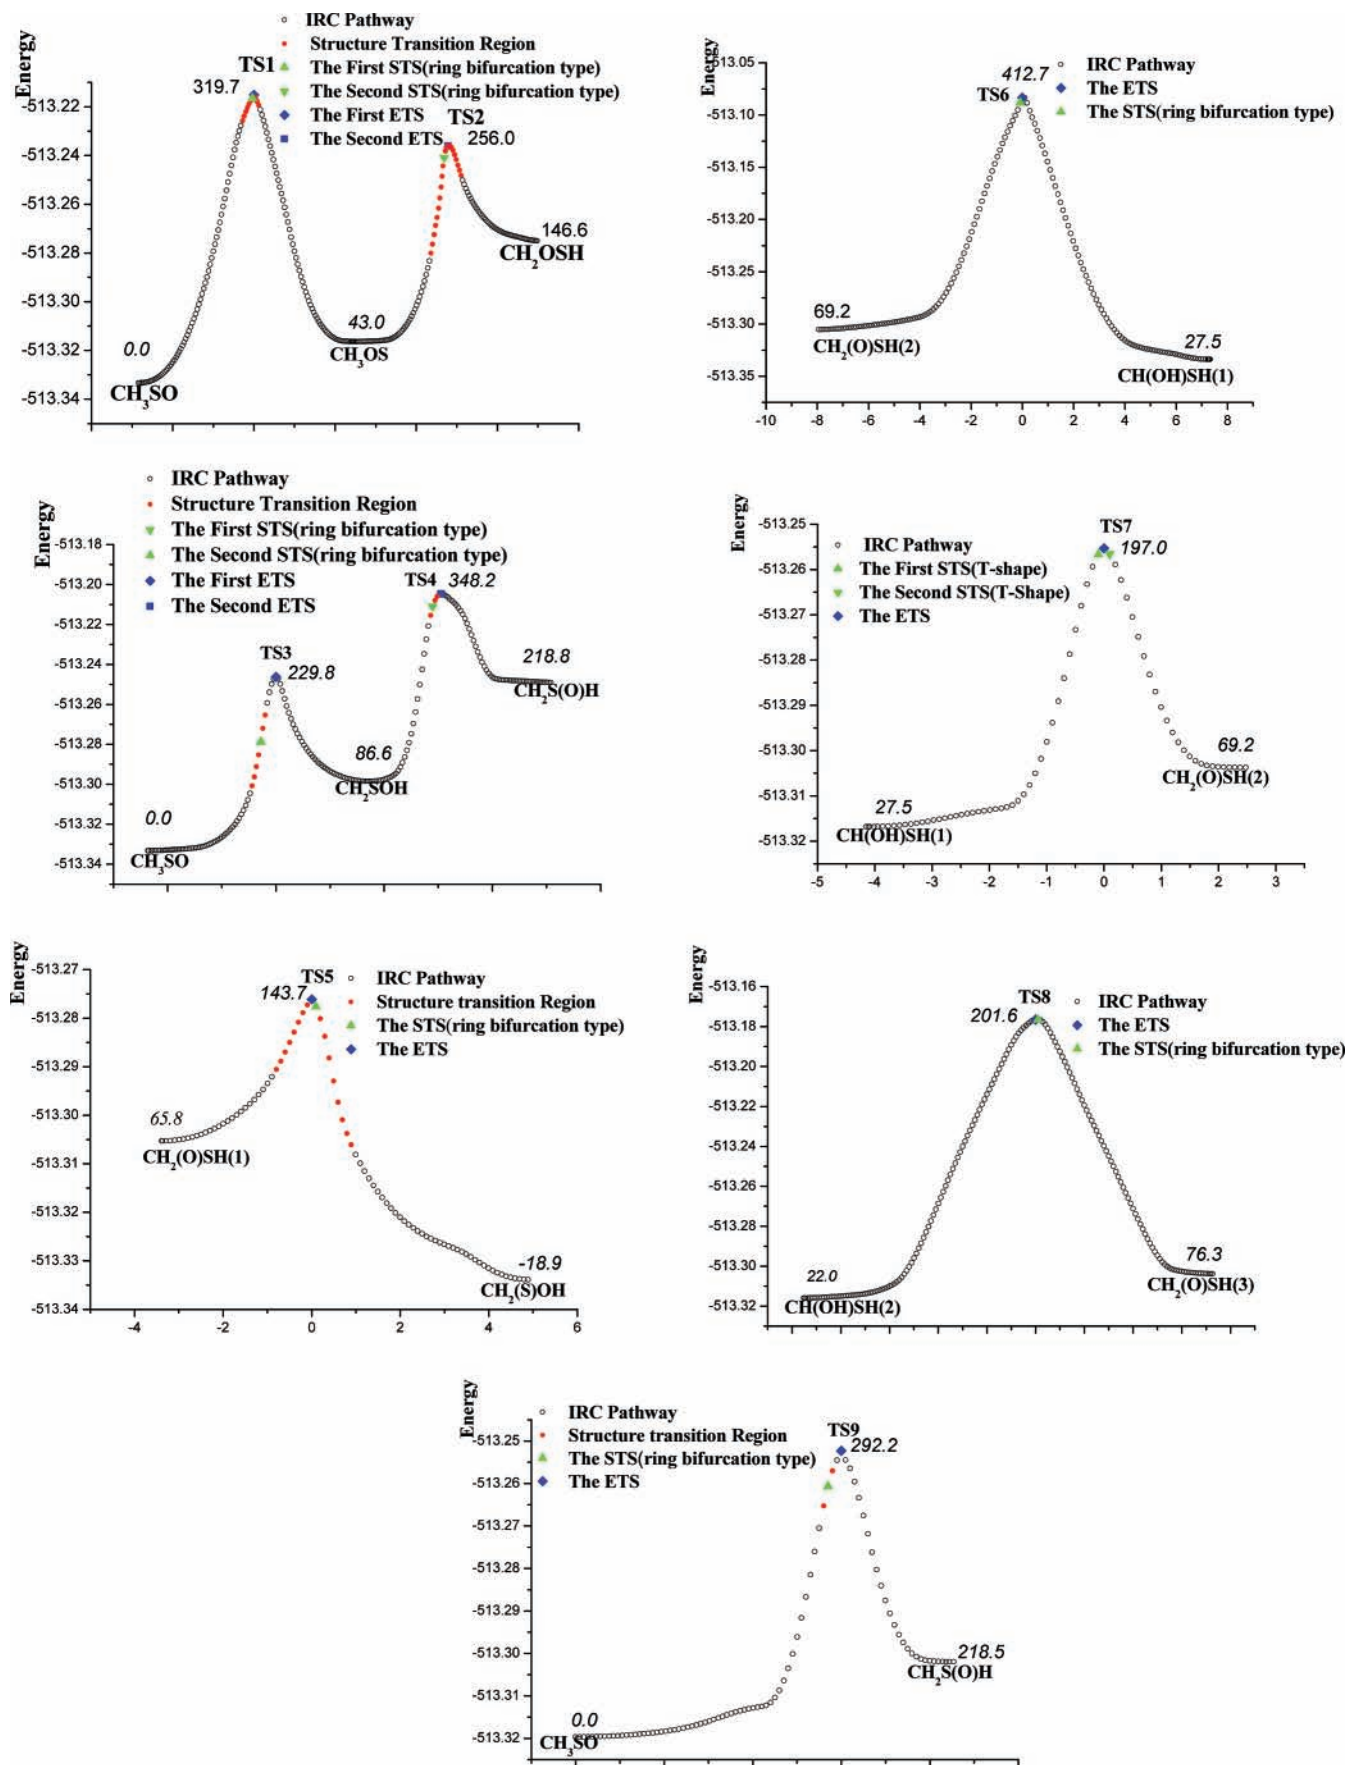 Energy
IRC Pathway
Structure Transition Region
The First STS(ring bifurcation type)
The Second STS(ring bifurcation type)
The First ETS
The Second ETS
TS1
319.7
TS2
256.0
-513.22
-513.24
-513.26
-513.28
-513.30
-513.32
-513.34
0.0
CH3SO
43.0
CH3OS
146.6
CH2OSH
Energy
IRC Pathway
The ETS
The STS(ring bifurcation type)
412.7
TS6
-513.05
-513.10
-513.15
-513.20
-513.25
-513.30
-513.35
69.2
CH2(O)SH(2)
27.5
CH(OH)SH(1)
-10 -8 -6 -4 -2 0 2 4 6 8
Energy
IRC Pathway
Structure Transition Region
The First STS(ring bifurcation type)
The Second STS(ring bifurcation type)
The First ETS
The Second ETS
TS3
229.8
TS4
348.2
-513.18
-513.20
-513.22
-513.24
-513.26
-513.28
-513.30
-513.32
-513.34
0.0
CH3SO
86.6
CH2SOH
218.8
CH2S(O)H
Energy
IRC Pathway
The First STS(T-shape)
The Second STS(T-Shape)
The ETS
TS7
197.0
-513.25
-513.26
-513.27
-513.28
-513.29
-513.30
-513.31
-513.32
27.5
CH(OH)SH(1)
69.2
CH2(O)SH(2)
-5 -4 -3 -2 -1 0 1 2 3
Energy
IRC Pathway
Structure transition Region
The STS(ring bifurcation type)
The ETS
TS5
143.7
-513.27
-513.28
-513.29
-513.30
-513.31
-513.32
-513.33
-513.34
65.8
CH2(O)SH(1)
-18.9
CH2(S)OH
-4 -2 0 2 4 6
Energy
IRC Pathway
The ETS
The STS(ring bifurcation type)
TS8
201.6
-513.16
-513.18
-513.20
-513.22
-513.24
-513.26
-513.28
-513.30
-513.32
22.0
CH(OH)SH(2)
76.3
CH2(O)SH(3)
Energy
IRC Pathway
Structure transition Region
The STS(ring bifurcation type)
The ETS
TS9
292.2
-513.25
-513.26
-513.27
-513.28
-513.29
-513.30
-513.31
-513.32
0.0
CH3SO
218.5
CH2S(O)H